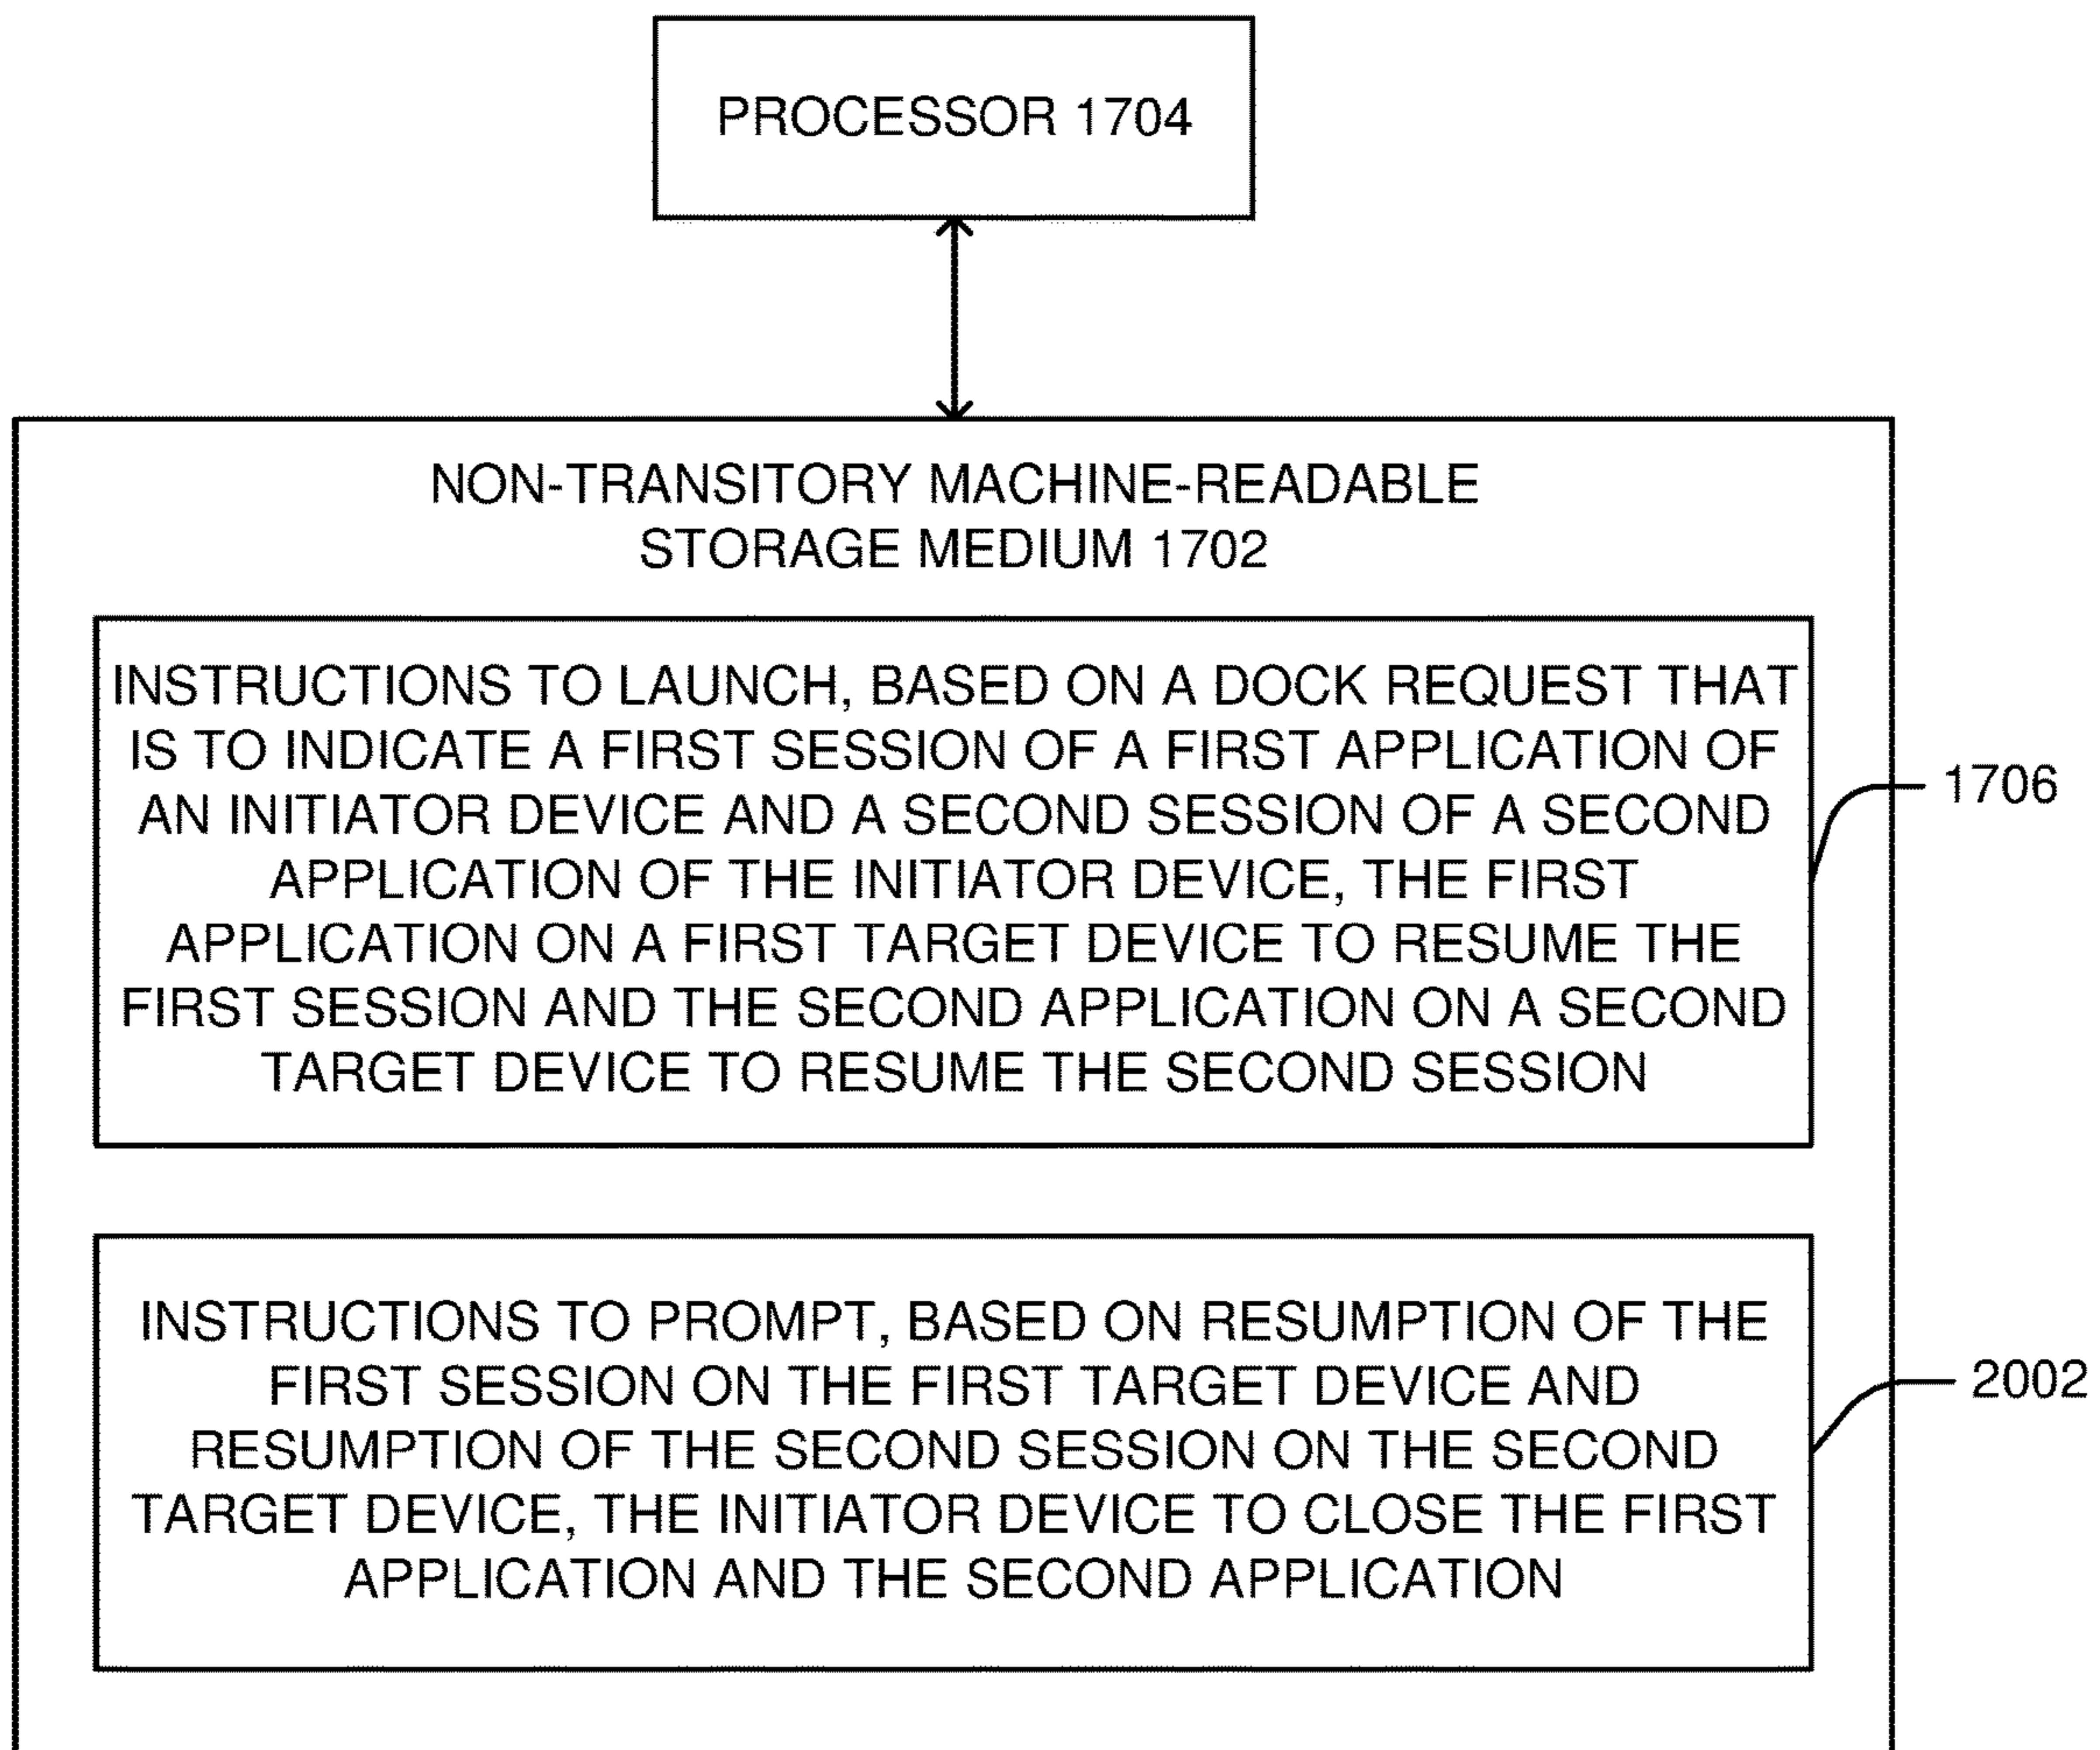 PROCESSOR 1704
NON-TRANSITORY MACHINE-READABLE
STORAGE MEDIUM 1702
INSTRUCTIONS TO LAUNCH, BASED ON A DOCK REQUEST THAT
IS TO INDICATE A FIRST SESSION OF A FIRST APPLICATION OF
AN INITIATOR DEVICE AND A SECOND SESSION OF A SECOND
APPLICATION OF THE INITIATOR DEVICE, THE FIRST
APPLICATION ON A FIRST TARGET DEVICE TO RESUME THE
FIRST SESSION AND THE SECOND APPLICATION ON A SECOND
TARGET DEVICE TO RESUME THE SECOND SESSION
1706
INSTRUCTIONS TO PROMPT, BASED ON RESUMPTION OF THE
FIRST SESSION ON THE FIRST TARGET DEVICE AND
RESUMPTION OF THE SECOND SESSION ON THE SECOND
TARGET DEVICE, THE INITIATOR DEVICE TO CLOSE THE FIRST
APPLICATION AND THE SECOND APPLICATION
2002